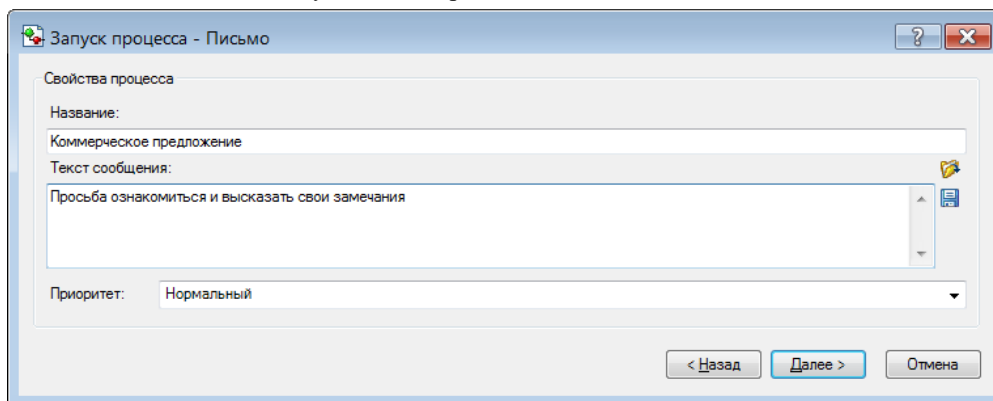 Запуск процесса - Письмо
Свойства процесса
Название:
Коммерческое предложение
Текст сообщения:
Просьба ознакомиться и высказать свои замечания
Приоритет: Нормальный
< Назад Далее > Отмена